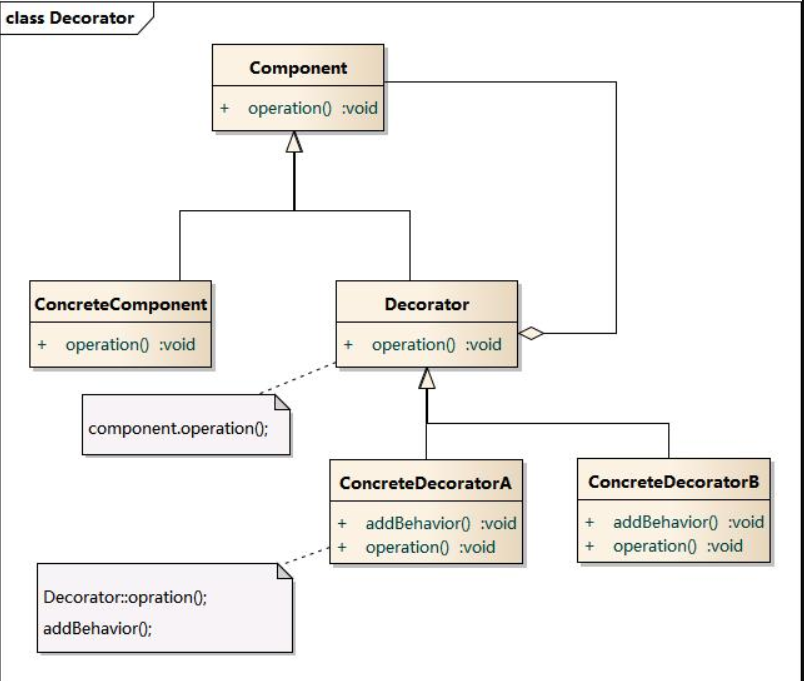 class Decorator
Component
+ operation() :void
ConcreteComponent
+ operation() :void
Decorator
+ operation() :void
component.operation();
ConcreteDecoratorA
+ addBehavior() :void
+ operation() :void
ConcreteDecoratorB
+ addBehavior() :void
+ operation() :void
Decorator::opration();
addBehavior();